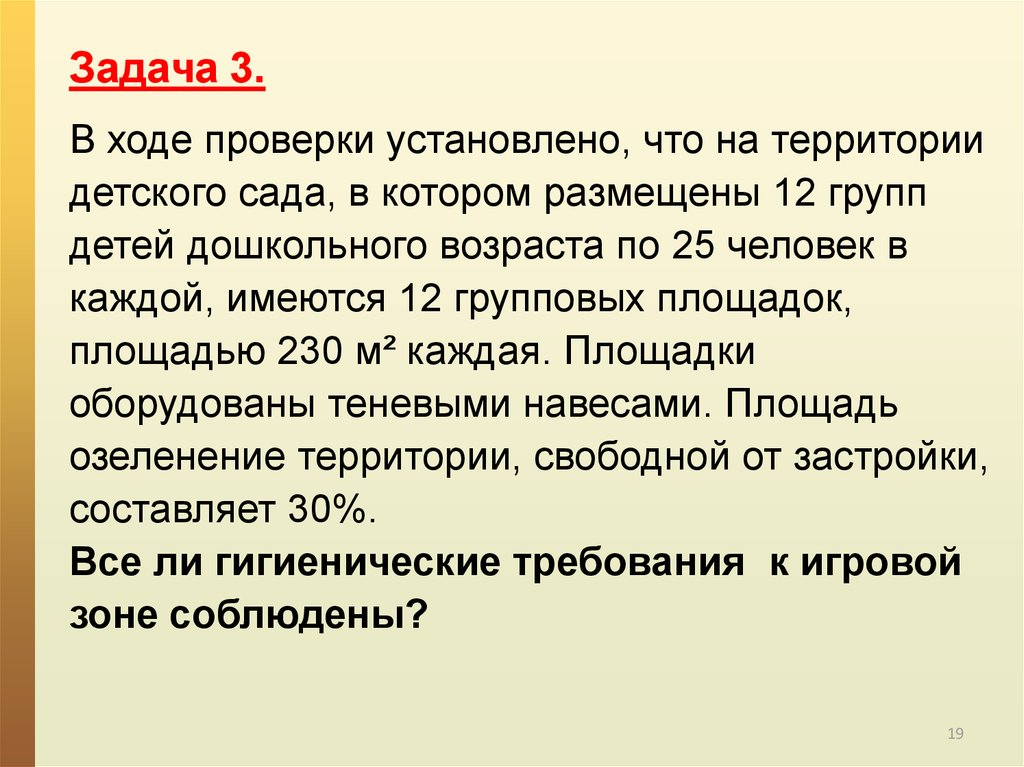 Задача 3.
В ходе проверки установлено, что на территории
детского сада, в котором размещены 12 групп
детей дошкольного возраста по 25 человек в
каждой, имеются 12 групповых площадок,
площадью 230 м² каждая. Площадки
оборудованы теневыми навесами. Площадь
озеленение территории, свободной от застройки,
составляет 30%.
Все ли гигиенические требования  к игровой
зоне соблюдены?
19